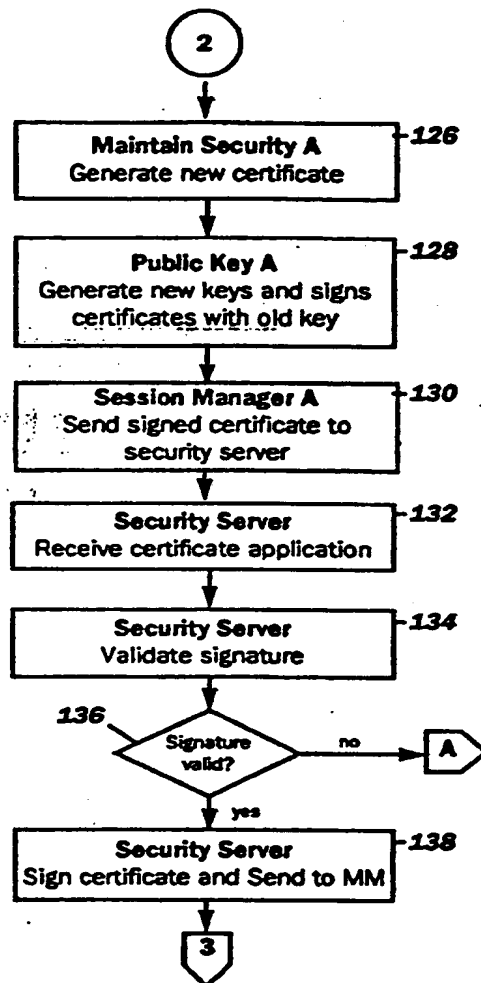 2
126
Maintain Security A
Generate new certificate
128
Public Key A
Generate new keys and signs
certificates with old key
130
Session Manager A
Send signed certificate to
security server
132
Security Server
Receive certificate application
134
Security Server
Validate signature
136
Signature
valid?
no
A
yes
138
Security Server
Sign certificate and Send to MM
3